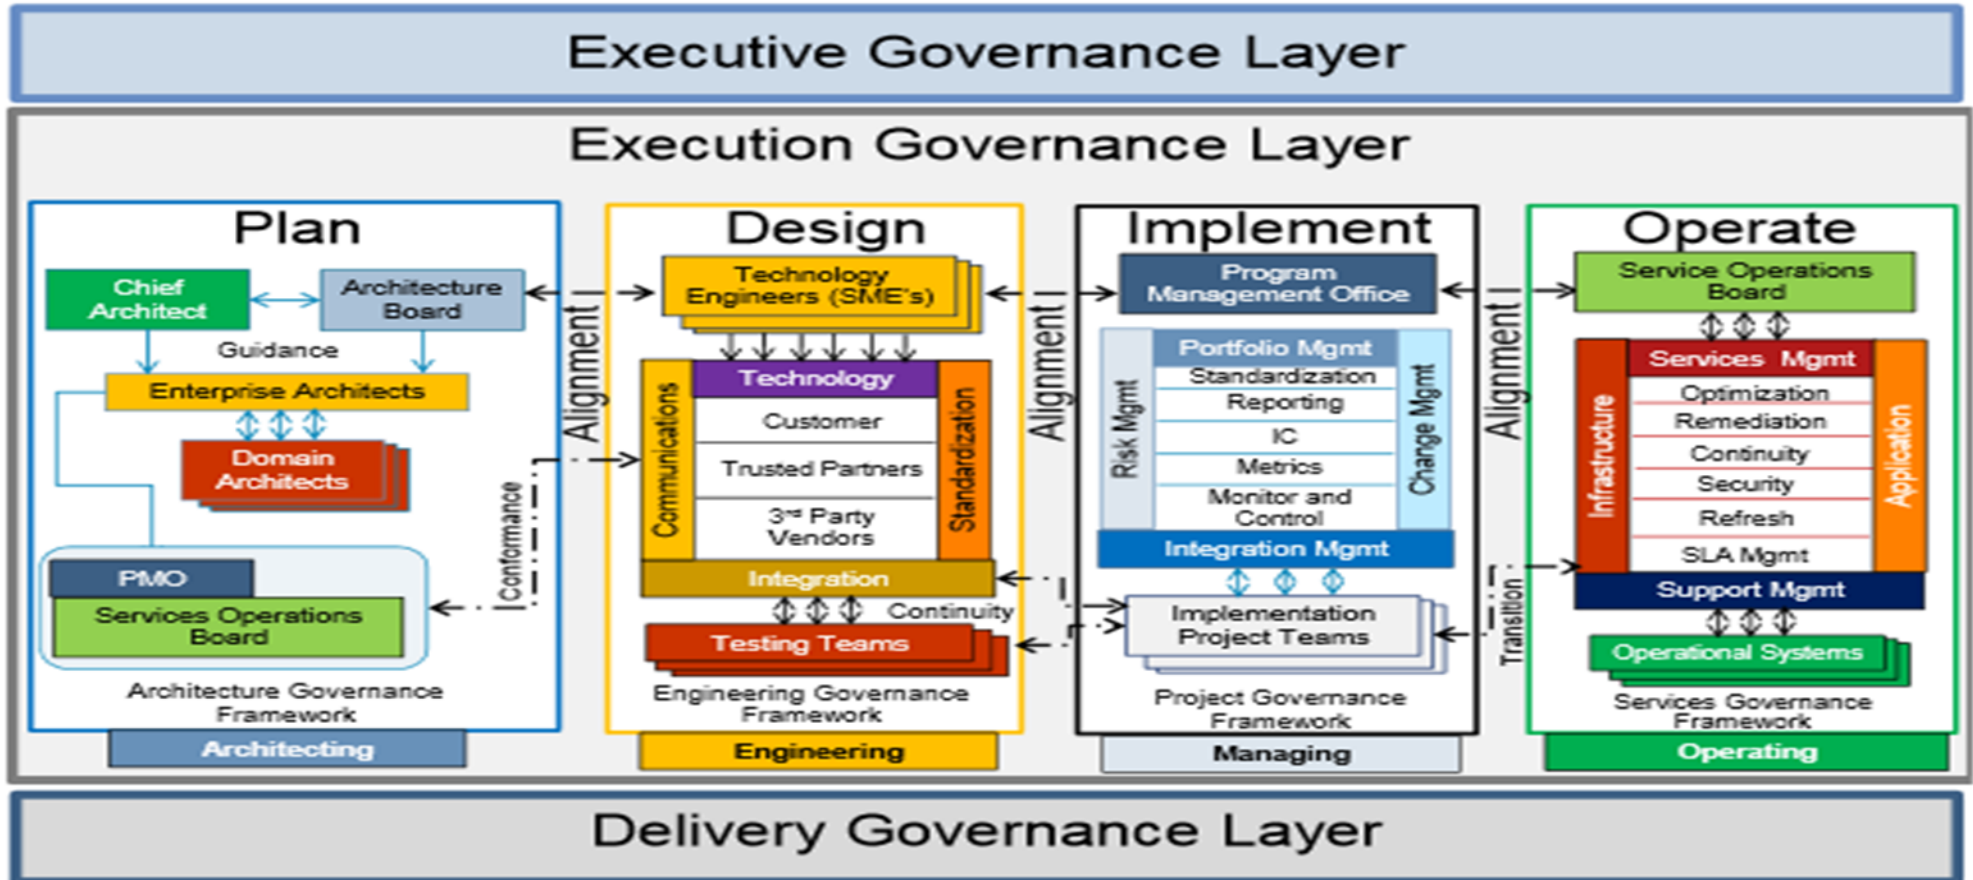 Executive Governance Layer
Execution Governance Layer
Plan
Chief
Architect
Architecture
Board
Guidance
Enterprise Architects
Domain
Architects
PMO
Services Operations
Board
Architecture Governance
Framework
Architecting
Conformance
Alignment
Design
Technology
Engineers (SME's)
Communications
Technology
Customer
Trusted Partners
3rd Party
Vendors
Standardization
Integration
Continuity
Testing Teams
Engineering Governance
Framework
Engineering
Alignment
Implement
Program
Management Office
Risk Mgmt
Portfolio Mgmt
Standardization
Reporting
IC
Metrics
Monitor and
Control
Change Mgmt
Integration Mgmt
Implementation
Project Teams
Project Governance
Framework
Managing
Alignment
Transition
Operate
Service Operations
Board
Infrastructure
Services Mgmt
Optimization
Remediation
Continuity
Security
Refresh
SLA Mgmt
Application
Support Mgmt
Operational Systems
Services Governance
Framework
Operating
Delivery Governance Layer